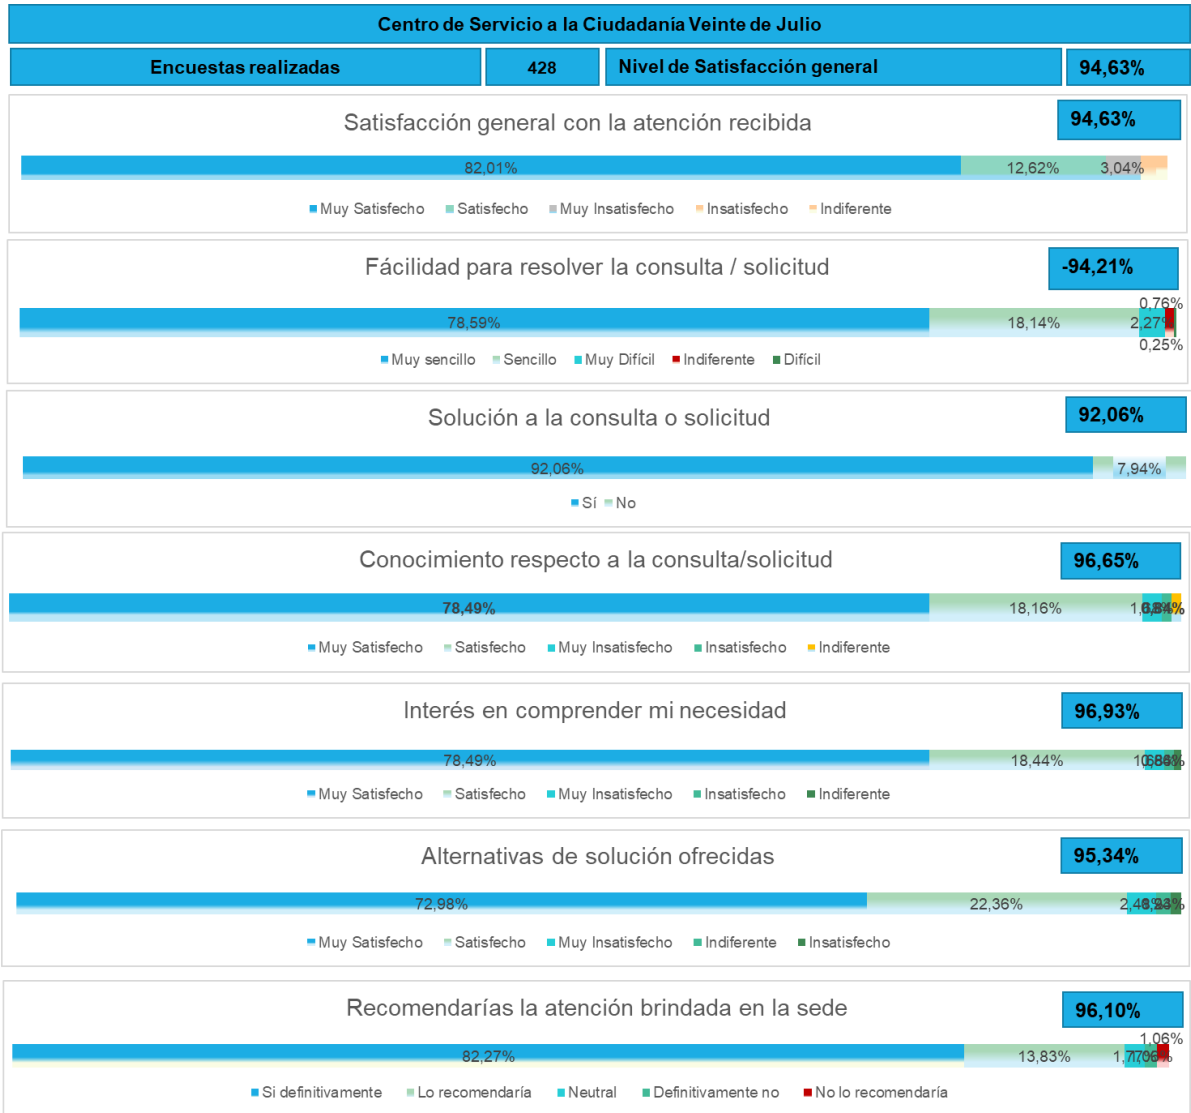 Centro de Servicio a la Ciudadanía Veinte de Julio
Encuestas realizadas 428 Nivel de Satisfacción general 94,63%
Satisfacción general con la atención recibida 94,63%
82,01% 12,62% 3,04%
Muy Satisfecho Satisfecho Muy Insatisfecho Insatisfecho Indiferente
Fácilidad para resolver la consulta / solicitud -94,21%
0,76%
78,59% 18,14% 2,27%
0,25%
Muy sencillo Sencillo Muy Difícil Indiferente Difícil
Solución a la consulta o solicitud 92,06%
92,06% 7,94%
Sí No
Conocimiento respecto a la consulta/solicitud 96,65%
78,49% 18,16%
Muy Satisfecho Satisfecho Muy Insatisfecho Insatisfecho Indiferente
Interés en comprender mi necesidad 96,93%
78,49% 18,44%
Muy Satisfecho Satisfecho Muy Insatisfecho Insatisfecho Indiferente
Alternativas de solución ofrecidas 95,34%
72,98% 22,36%
Muy Satisfecho Satisfecho Muy Insatisfecho Indiferente Insatisfecho
Recomendarías la atención brindada en la sede 96,10%
1,06%
82,27% 13,83%
Si definitivamente Lo recomendaría Neutral Definitivamente no No lo recomendaría